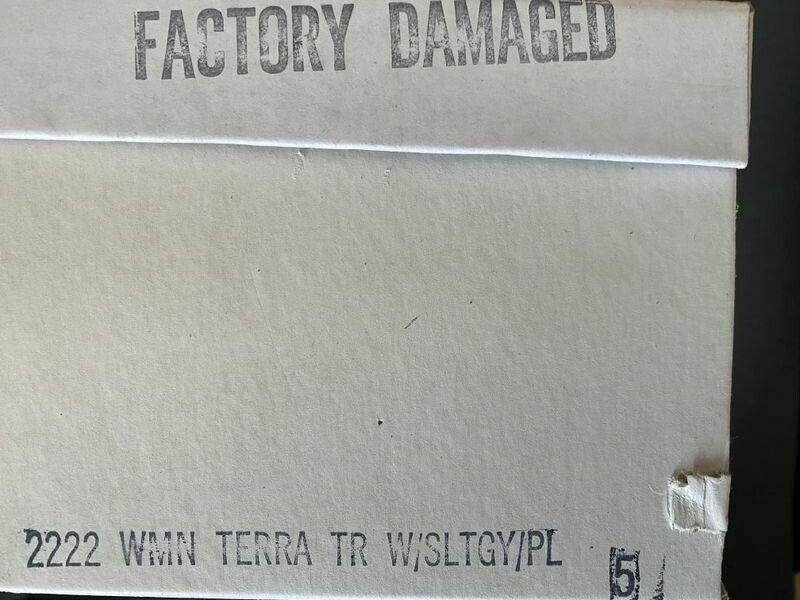 FACTORY DAMAGED
2222 WMN TERRA TR W/SLTGY/PL
5